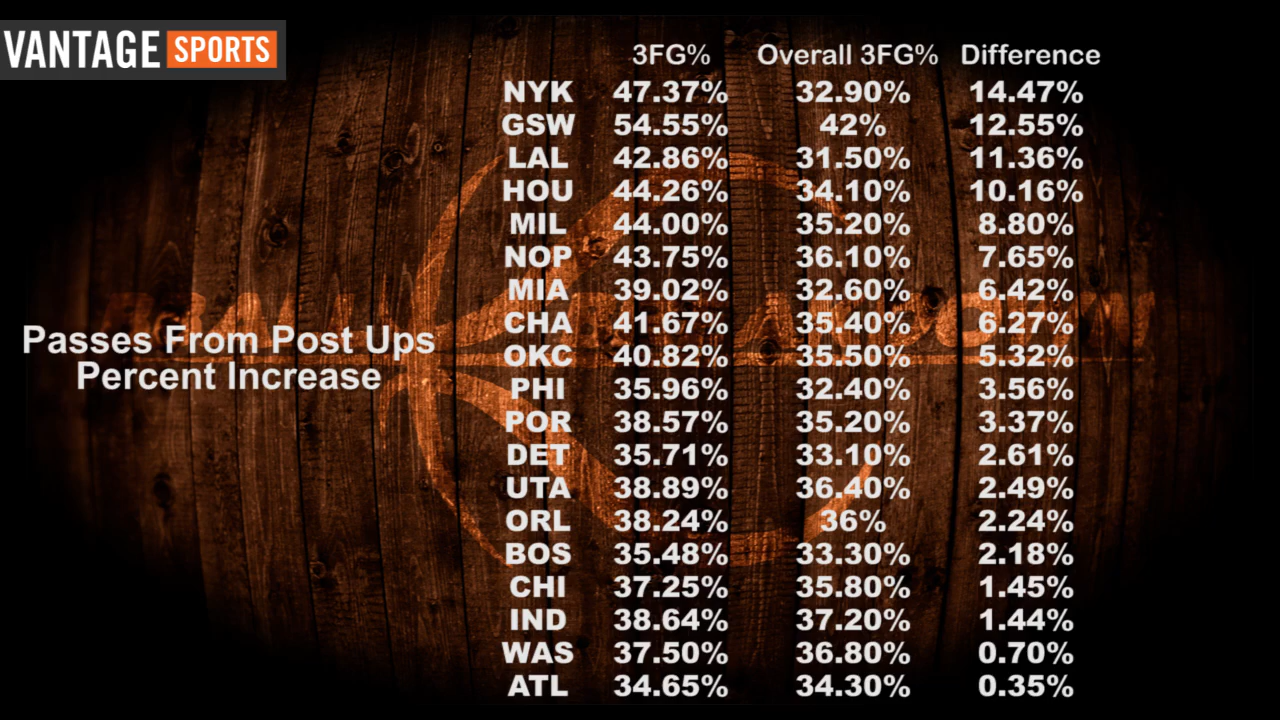 VANTAGE SPORTS
3FG% Overall 3FG% Difference
NYK 47.37% 32.90% 14.47%
GSW 54.55% 42% 12.55%
LAL 42.86% 31.50% 11.36%
HOU 44.26% 34.10% 10.16%
MIL 44.00% 35.20% 8.80%
NOP 43.75% 36.10% 7.65%
MIA 39.02% 32.60% 6.42%
CHA 41.67% 35.40% 6.27%
Passes From Post Ups
OKC 40.82% 35.50% 5.32%
Percent Increase
PHI 35.96% 32.40% 3.56%
POR 38.57% 35.20% 3.37%
DET 35.71% 33.10% 2.61%
UTA 38.89% 36.40% 2.49%
ORL 38.24% 36% 2.24%
BOS 35.48% 33.30% 2.18%
CHI 37.25% 35.80% 1.45%
IND 38.64% 37.20% 1.44%
WAS 37.50% 36.80% 0.70%
ATL 34.65% 34.30% 0.35%